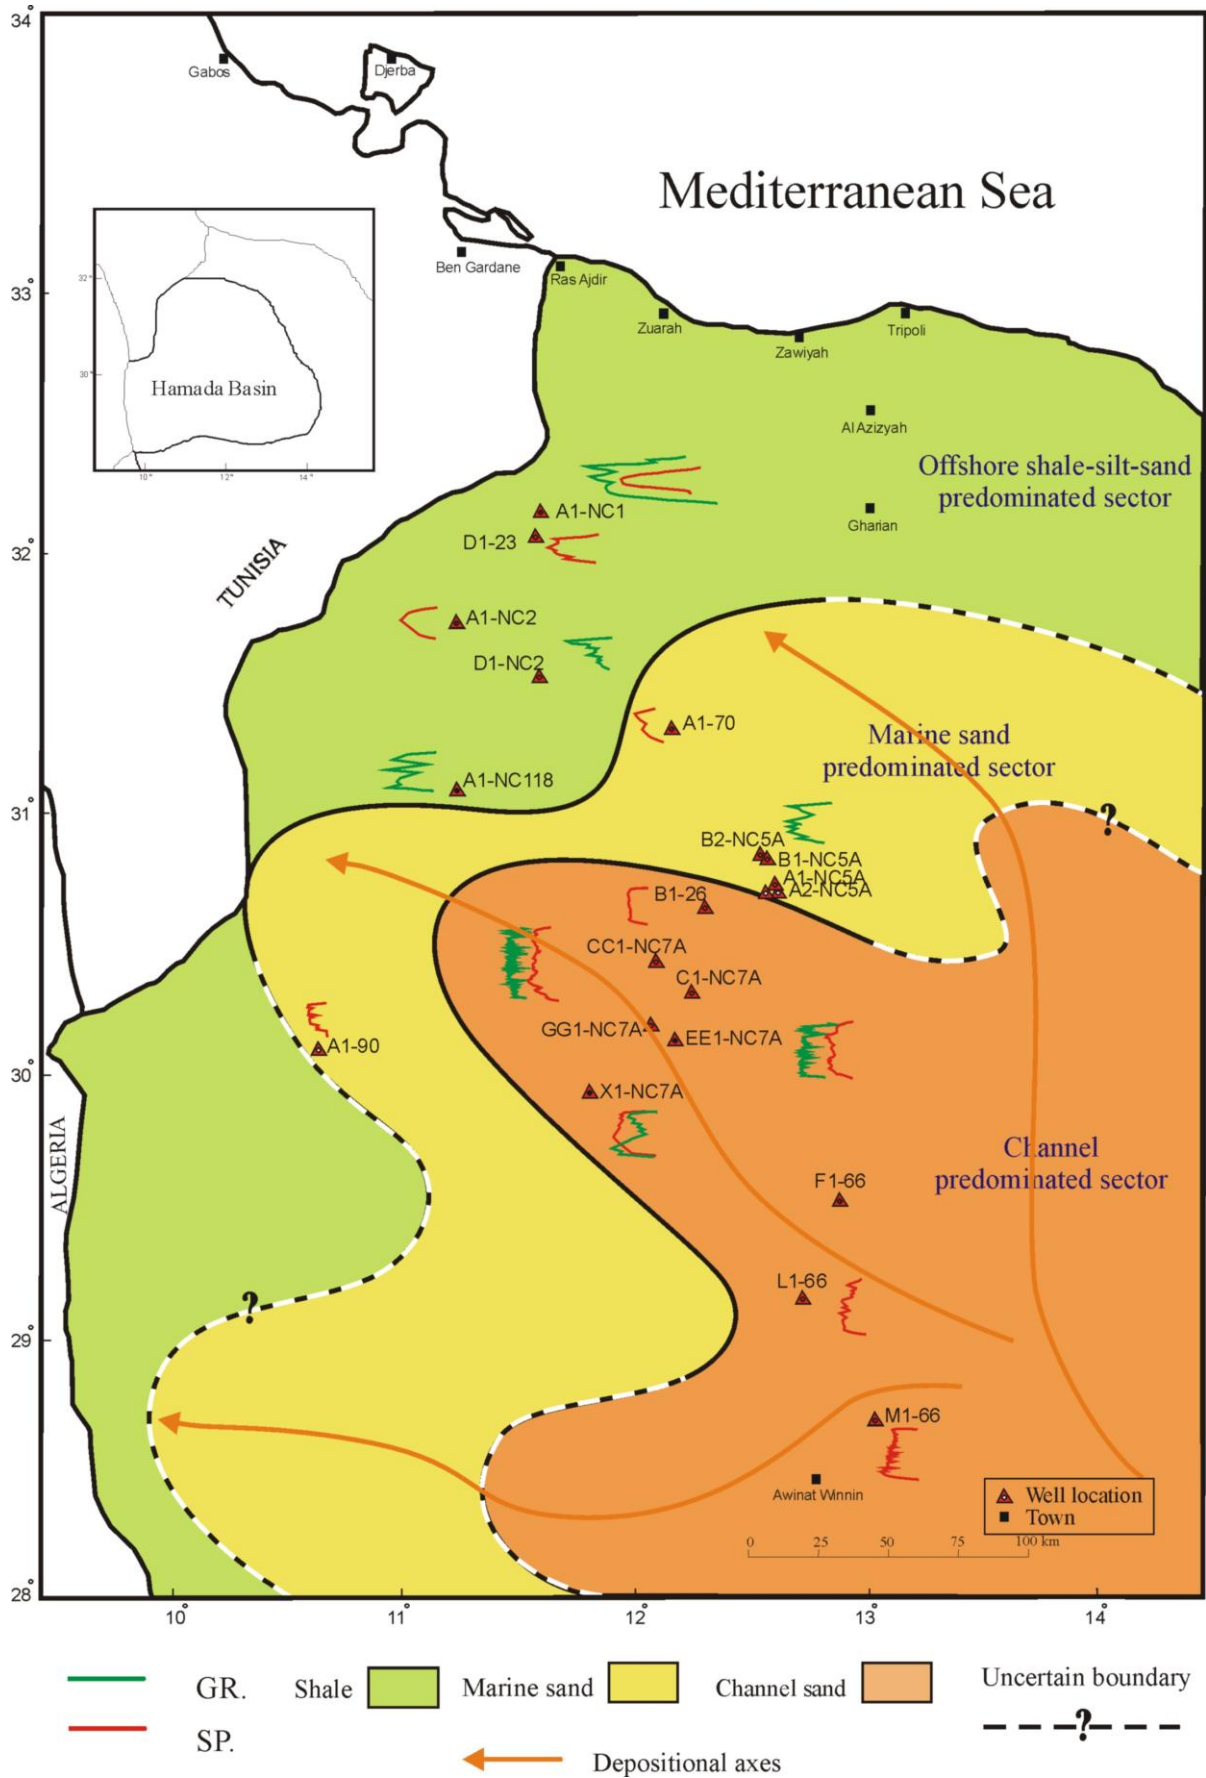 34°
Gabos
Djerba
Mediterranean Sea
Ben Gardane
Ras Ajdir
33°
Zuarah
Zawiyah
Tripoli
32°
30°
Hamada Basin
10°
12°
14°
Al Azizyah
Offshore shale-silt-sand
predominated sector
Gharian
A1-NC1
D1-23
32°
TUNISIA
A1-NC2
D1-NC2
A1-70
Marine sand
predominated sector
A1-NC118
31°
?
B2-NC5A
B1-NC5A
A1-NC5A
A2-NC5A
B1-26
CC1-NC7A
C1-NC7A
GG1-NC7A
EE1-NC7A
A1-90
30°
X1-NC7A
ALGERIA
Channel
predominated sector
F1-66
L1-66
?
29°
M1-66
Awinat Winnin
Well location
Town
0 25 50 75 100 km
28°
10° 11° 12° 13° 14°
GR.
Shale
Marine sand
Channel sand
Uncertain boundary
?
SP.
Depositional axes